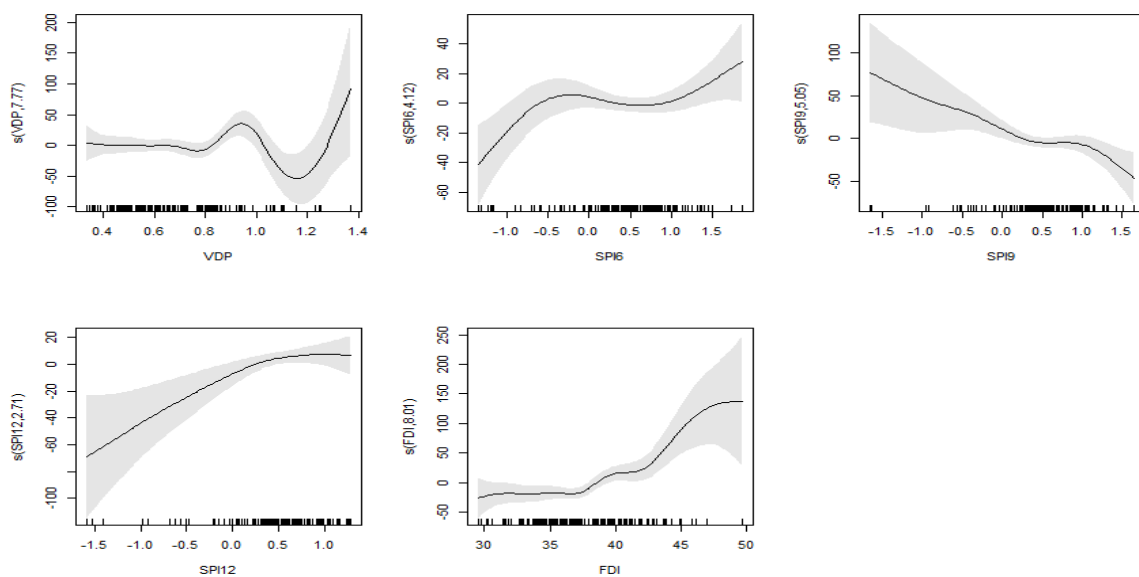 s(VDP,7.77)
200
150
100
50
0
-50
-100
0.4 0.6 0.8 1.0 1.2 1.4
VDP
s(SPI6,4.12)
40
20
0
-20
-40
-60
-1.0 -0.5 0.0 0.5 1.0 1.5
SPI6
s(SPI9,5.05)
100
50
0
-50
-1.5 -1.0 -0.5 0.0 0.5 1.0 1.5
SPI9
s(SPI12,2.71)
20
0
-20
-40
-60
-100
-1.5 -1.0 -0.5 0.0 0.5 1.0
SPI12
s(FDI,8.01)
250
200
150
100
50
0
-50
30 35 40 45 50
FDI